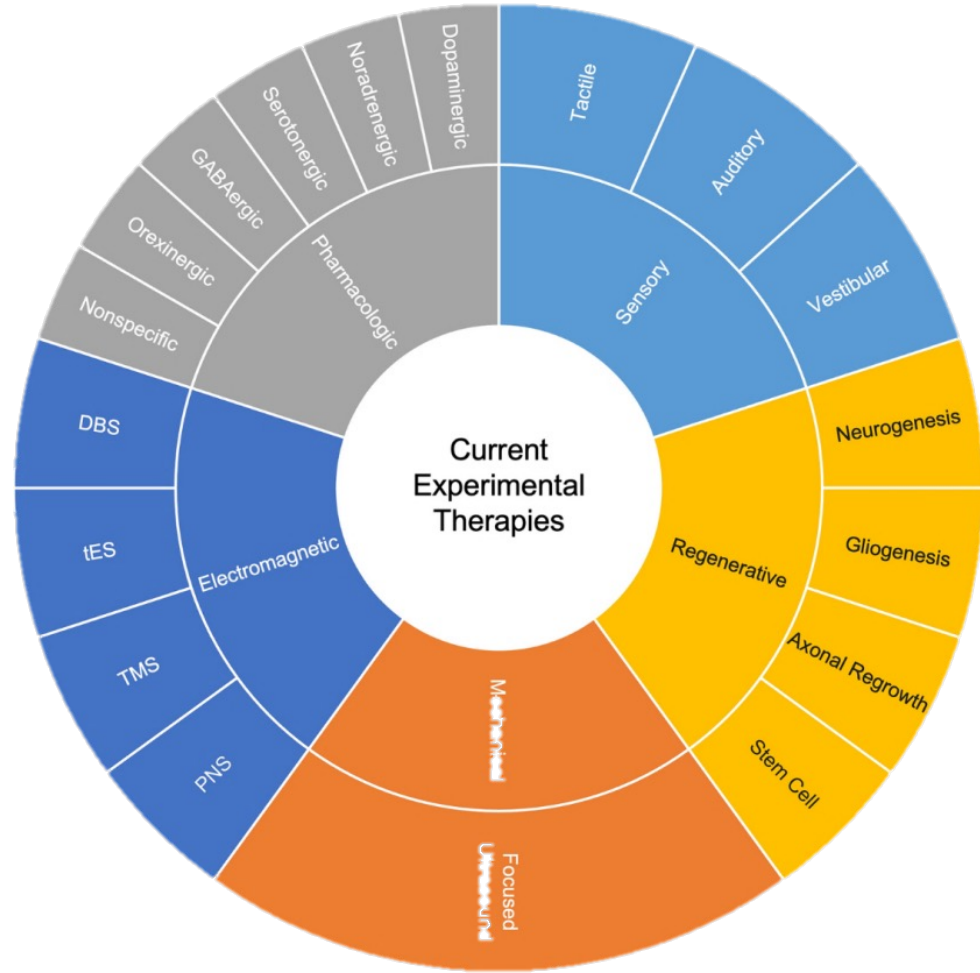 Current
Experimental
Therapies
Sensory
Tactile
Auditory
Vestibular
Regenerative
Neurogenesis
Gliogenesis
Axonal Regrowth
Stem Cell
Mechanical
Focused
Ultrasound
Electromagnetic
PNS
TMS
tES
DBS
Pharmacologic
Nonspecific
Orexinergic
GABAergic
Serotonergic
Noradrenergic
Dopaminergic